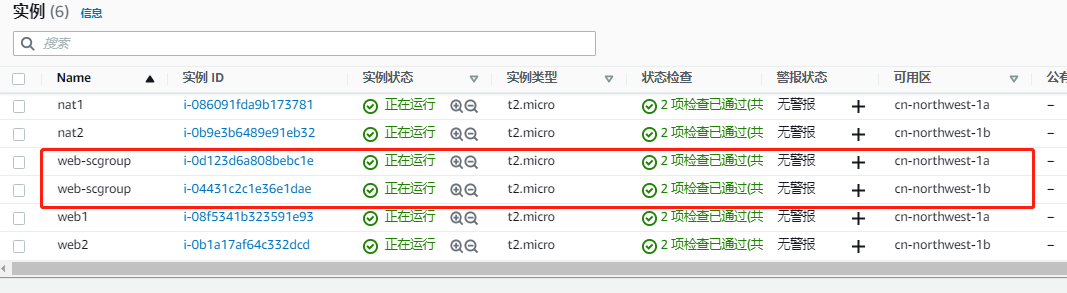 实例 (6) 信息
搜索
Name 实例 ID 实例状态 实例类型 状态检查 警报状态 可用区 公有
nat1 i-086091fda9b173781 正在运行 t2.micro 2 项检查已通过(共 无警报 + cn-northwest-1a –
nat2 i-0b9e3b6489e91eb32 正在运行 t2.micro 2 项检查已通过(共 无警报 + cn-northwest-1b –
web-scgroup i-0d123d6a808bebc1e 正在运行 t2.micro 2 项检查已通过(共 无警报 + cn-northwest-1a –
web-scgroup i-04431c2c1e36e1dae 正在运行 t2.micro 2 项检查已通过(共 无警报 + cn-northwest-1b –
web1 i-08f5341b323591e93 正在运行 t2.micro 2 项检查已通过(共 无警报 + cn-northwest-1a –
web2 i-0b1a17af64c332dcd 正在运行 t2.micro 2 项检查已通过(共 无警报 + cn-northwest-1b –